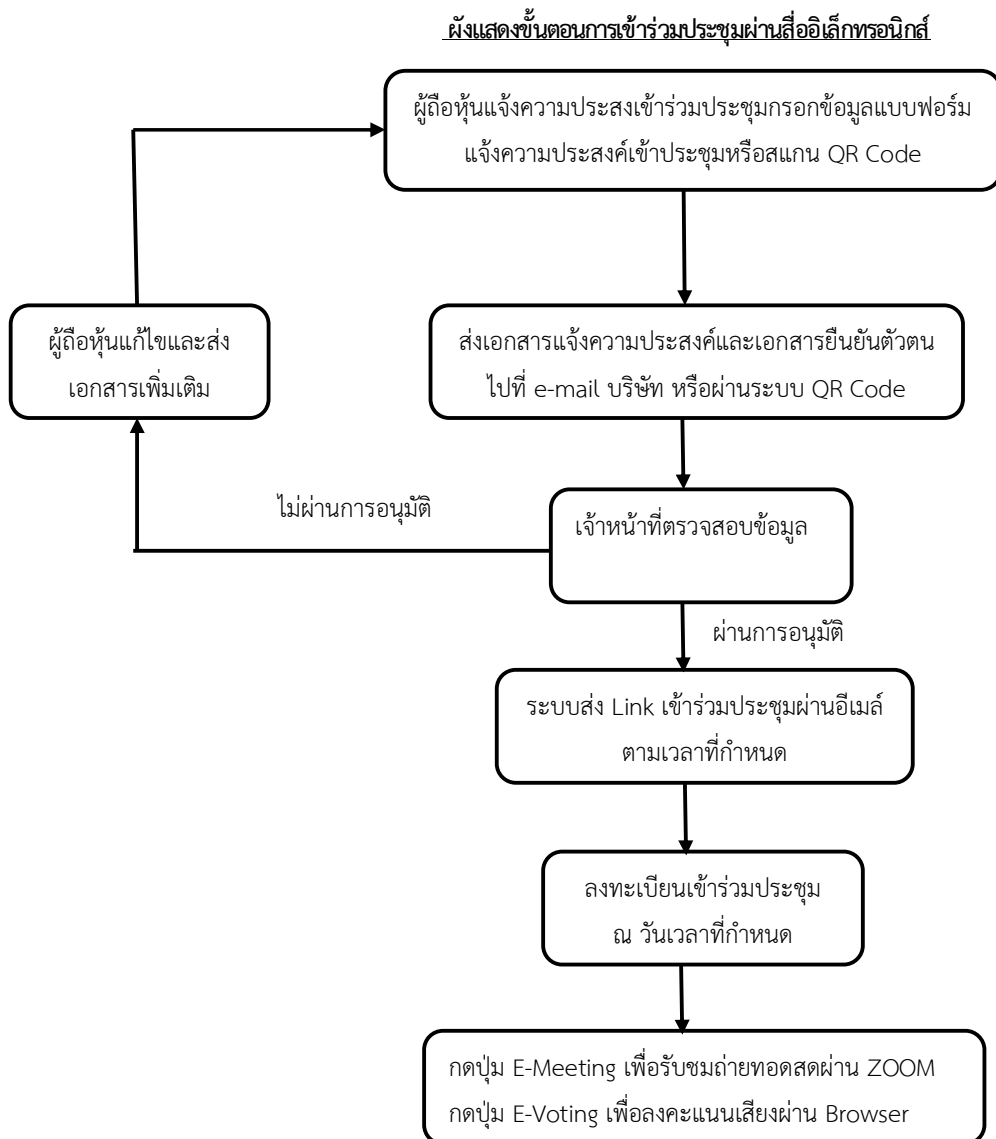 ผังแสดงขั้นตอนการเข้าร่วมประชุมผ่านสื่ออิเล็กทรอนิกส์
ผู้ถือหุ้นแจ้งความประสงเข้าร่วมประชุมกรอกข้อมูลแบบฟอร์ม
แจ้งความประสงค์เข้าประชุมหรือสแกน QR Code
ผู้ถือหุ้นแก้ไขและส่ง
เอกสารเพิ่มเติม
ส่งเอกสารแจ้งความประสงค์และเอกสารยืนยันตัวตน
ไปที่ e-mail บริษัท หรือผ่านระบบ QR Code
ไม่ผ่านการอนุมัติ
เจ้าหน้าที่ตรวจสอบข้อมูล
ผ่านการอนุมัติ
ระบบส่ง Link เข้าร่วมประชุมผ่านอีเมล์
ตามเวลาที่กำหนด
ลงทะเบียนเข้าร่วมประชุม
ณ วันเวลาที่กำหนด
กดปุ่ม E-Meeting เพื่อรับชมถ่ายทอดสดผ่าน ZOOM
กดปุ่ม E-Voting เพื่อลงคะแนนเสียงผ่าน Browser